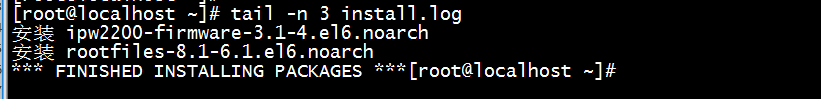 [root@localhost ~]# tail -n 3 install.log
安装 ipw2200-firmware-3.1-4.el6.noarch
安装 rootfiles-8.1-6.1.el6.noarch
*** FINISHED INSTALLING PACKAGES ***[root@localhost ~]#